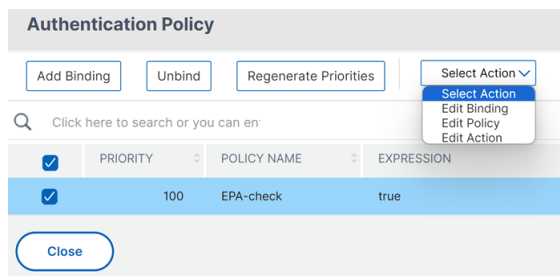 Authentication Policy
Add Binding Unbind Regenerate Priorities Select Action
Select Action
Edit Binding
Edit Policy
Edit Action
Click here to search or you can en
PRIORITY POLICY NAME EXPRESSION
100 EPA-check true
Close